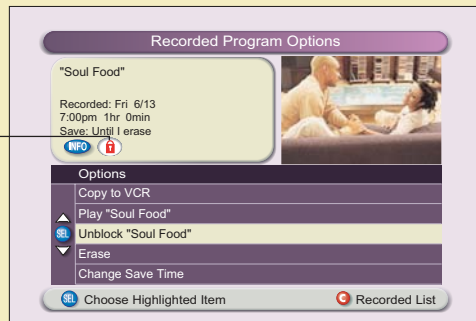 Recorded Program Options
"Soul Food"
Recorded: Fri 6/13
7:00pm 1hr 0min
Save: Until I erase
INFO
Options
Copy to VCR
Play "Soul Food"
SEL Unblock "Soul Food"
Erase
Change Save Time
SEL Choose Highlighted Item C Recorded List